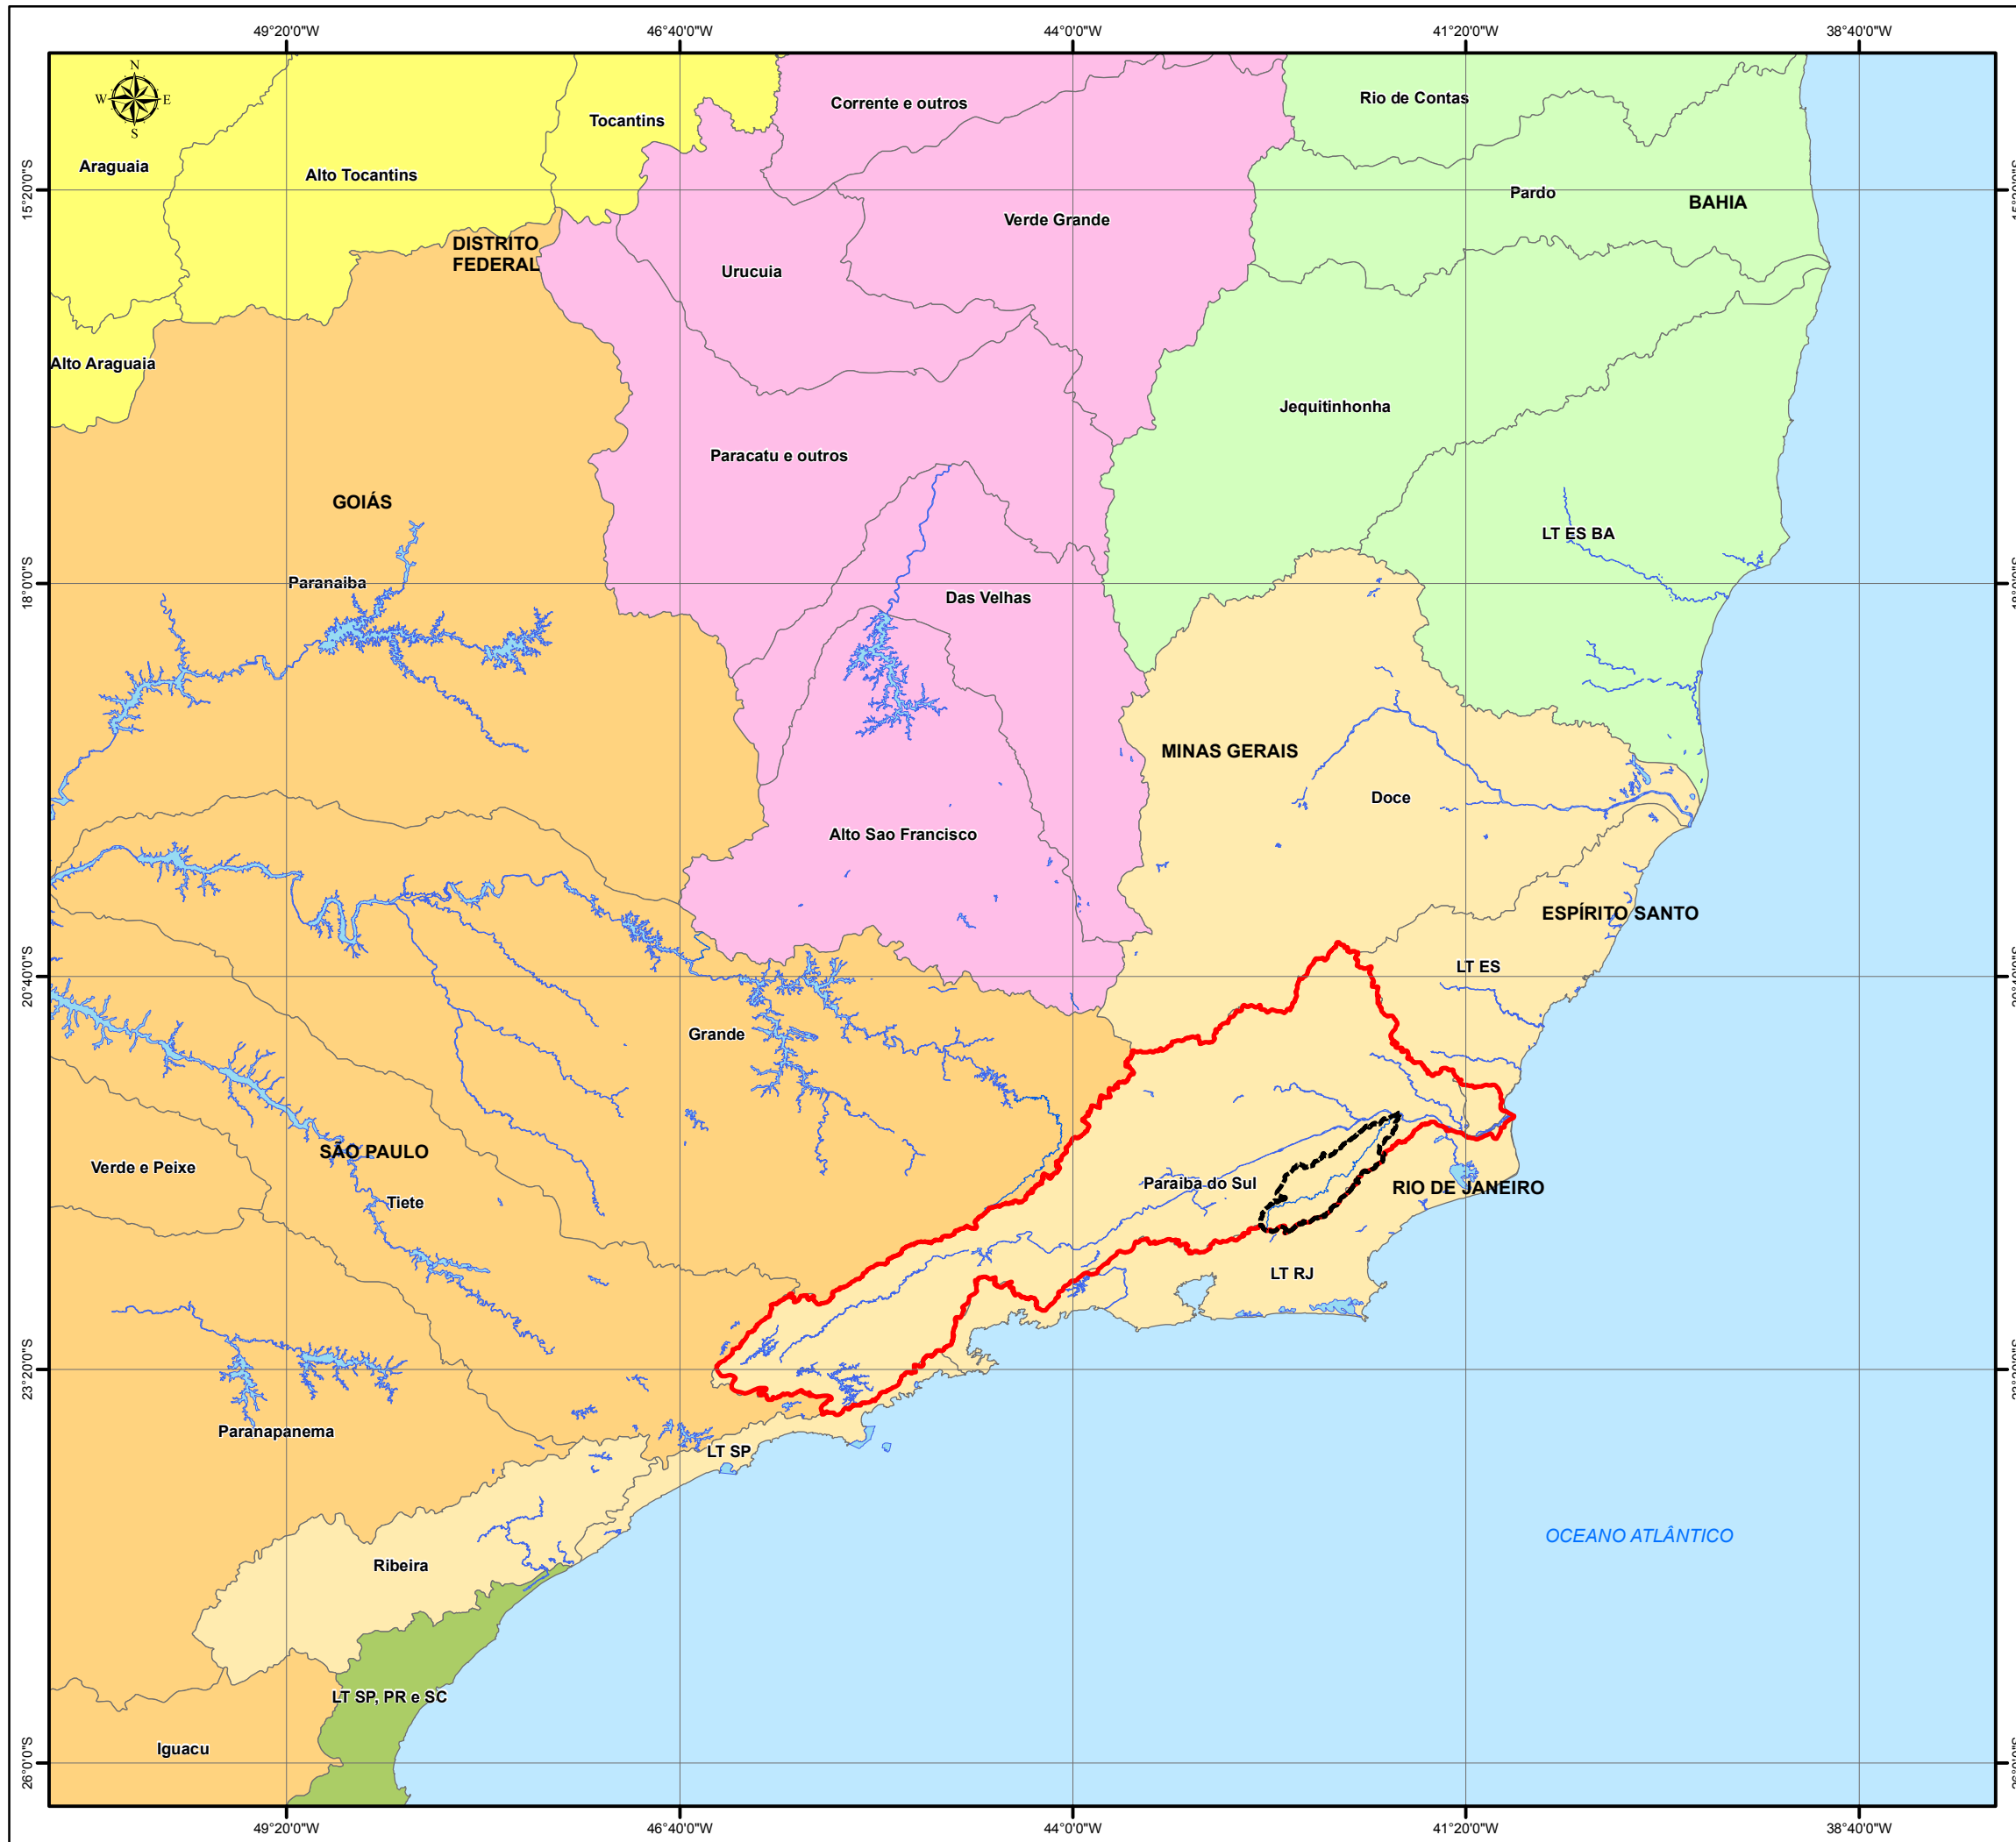 49°20'0"W
46°40'0"W
44°0'0"W
41°20'0"W
38°40'0"W
N
W
E
S
Araguaia
Alto Tocantins
Tocantins
Corrente e outros
Rio de Contas
15°20'0"S
Pardo
BAHIA
Verde Grande
DISTRITO
FEDERAL
Urucuia
Alto Araguaia
Jequitinhonha
Paracatu e outros
GOIÁS
LT ES BA
18°0'0"S
Paranaiba
Das Velhas
MINAS GERAIS
Doce
Alto Sao Francisco
ESPÍRITO SANTO
LT ES
20°40'0"S
Grande
SÃO PAULO
Verde e Peixe
Tiete
Paraiba do Sul
RIO DE JANEIRO
LT RJ
23°20'0"S
Paranapanema
LT SP
OCEANO ATLÂNTICO
Ribeira
LT SP, PR e SC
Iguacu
26°0'0"S
49°20'0"W
46°40'0"W
44°0'0"W
41°20'0"W
38°40'0"W